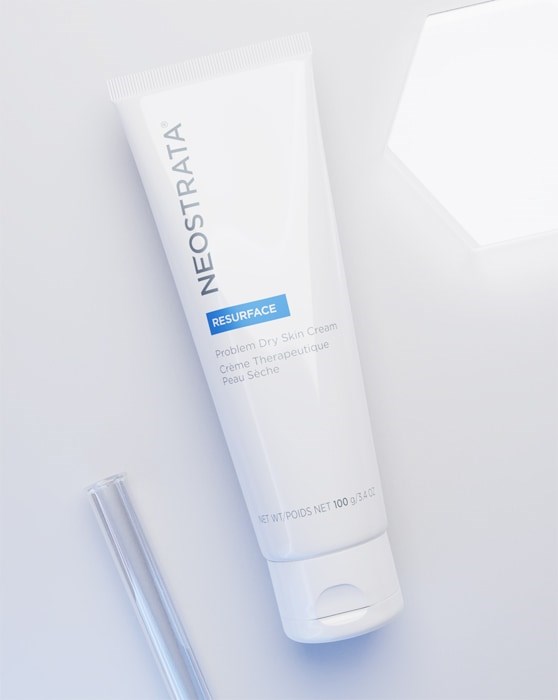 NEOSTRATA®
RESURFACE
Problem Dry Skin Cream
Crème Therapeutique
Peau Sèche
NET WT/POIDS NET 100 g/3.4 OZ